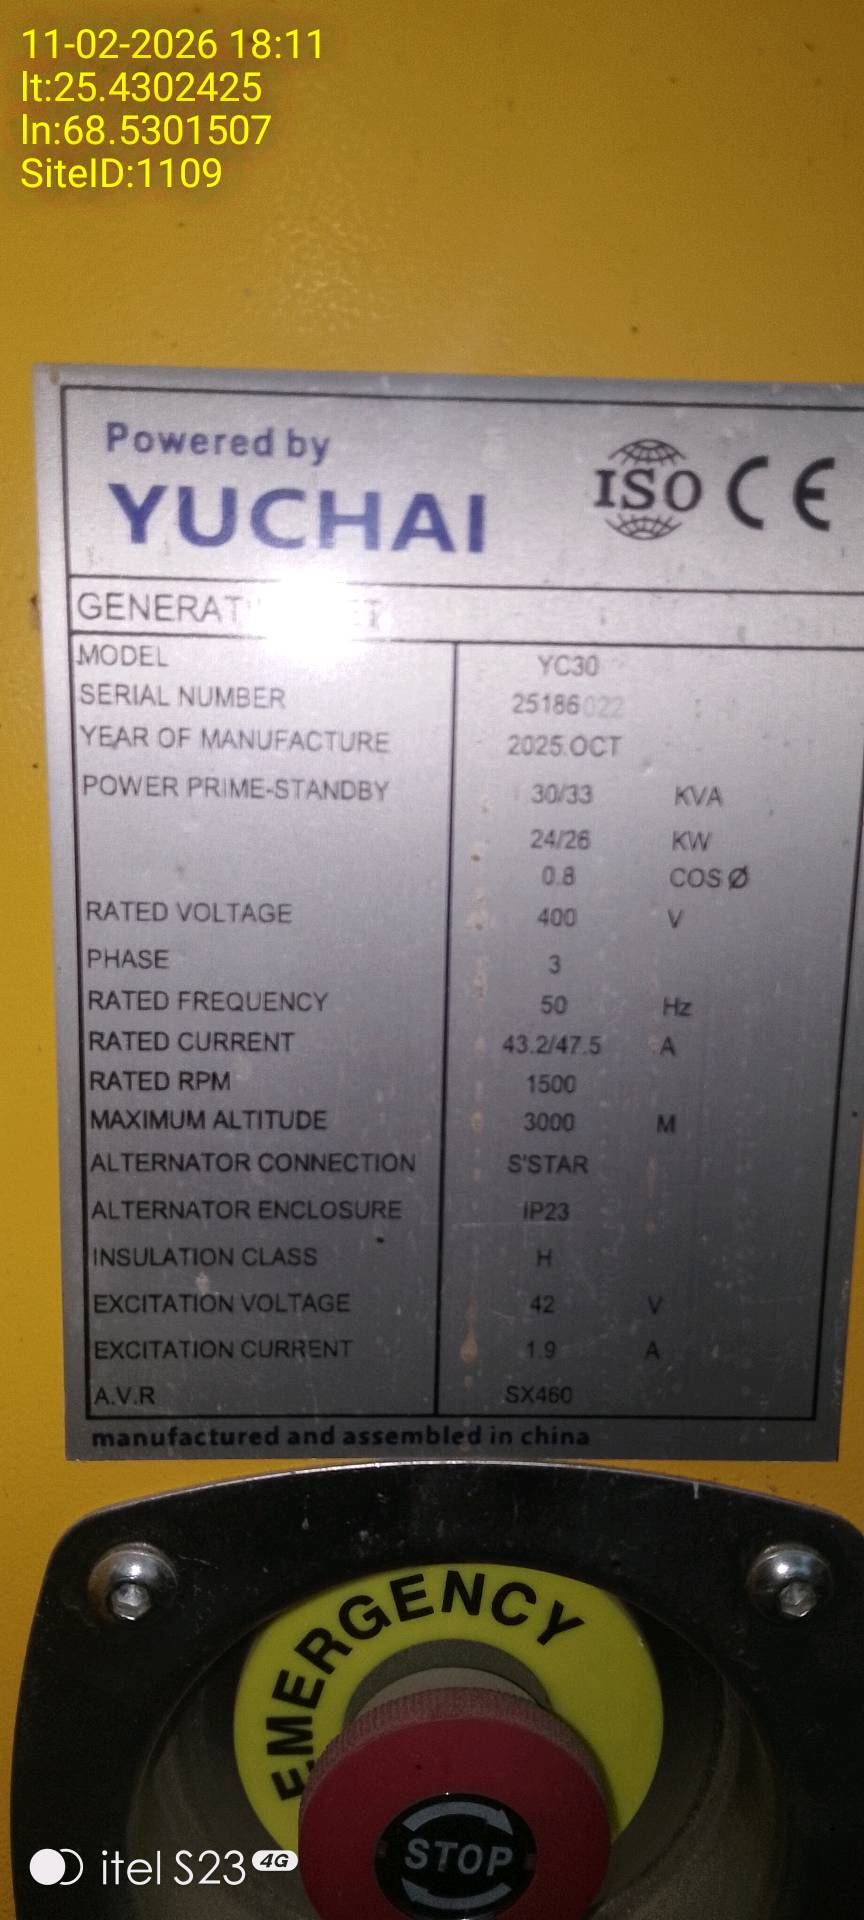 11-02-2026 18:11
lt:25.4302425
ln:68.5301507
SiteID:1109
Powered by
YUCHAI
ISO CE
MODEL YC30
SERIAL NUMBER 25186022
YEAR OF MANUFACTURE 2025.OCT
POWER PRIME-STANDBY 30/33 KVA
24/26 KW
0.8 COS Ø
RATED VOLTAGE 400 V
PHASE 3
RATED FREQUENCY 50 Hz
RATED CURRENT 43.2/47.5 A
RATED RPM 1500
MAXIMUM ALTITUDE 3000 M
ALTERNATOR CONNECTION S'STAR
ALTERNATOR ENCLOSURE IP23
INSULATION CLASS H
EXCITATION VOLTAGE 42 V
EXCITATION CURRENT 1.9 A
A.V.R SX460
manufactured and assembled in china
EMERGENCY
STOP
itel S23 4G